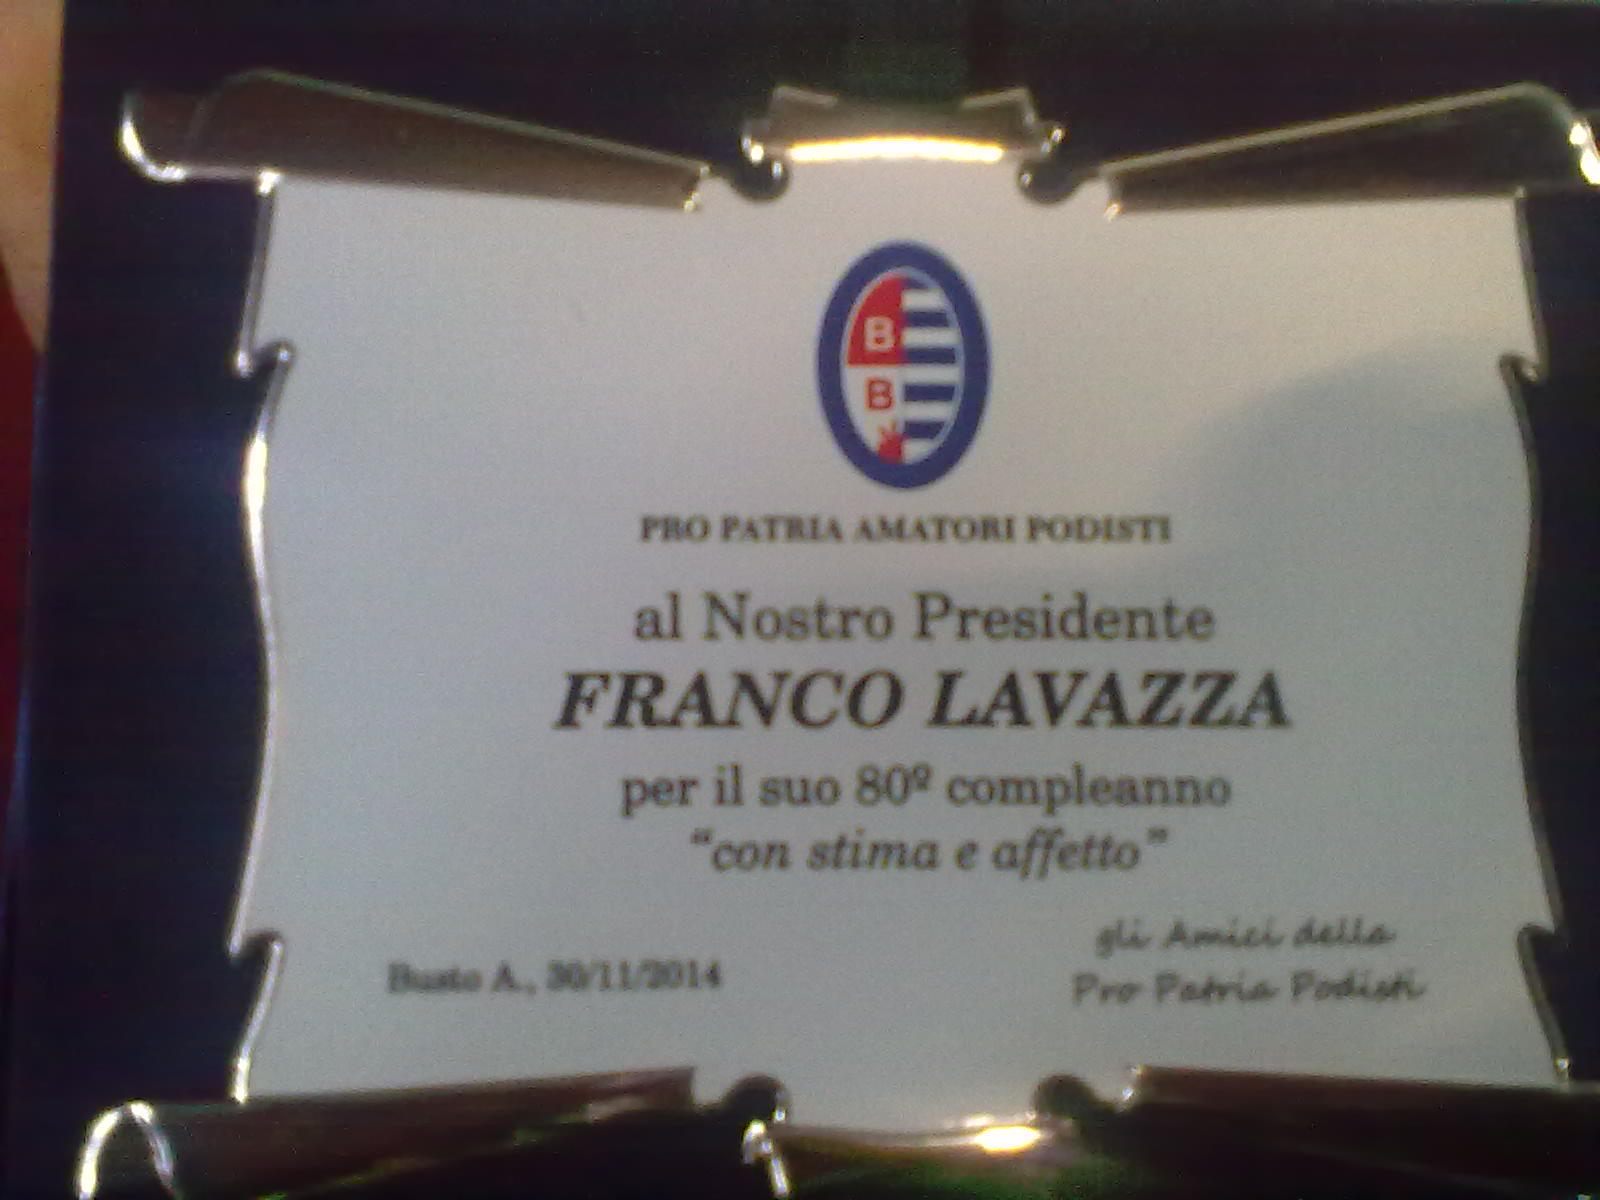 B
B
PRO PATRIA AMATORI PODISTI
al Nostro Presidente
FRANCO LAVAZZA
per il suo 80º compleanno
“con stima e affetto”
gli Amici della
Busto A., 30/11/2014
Pro Patria Podisti